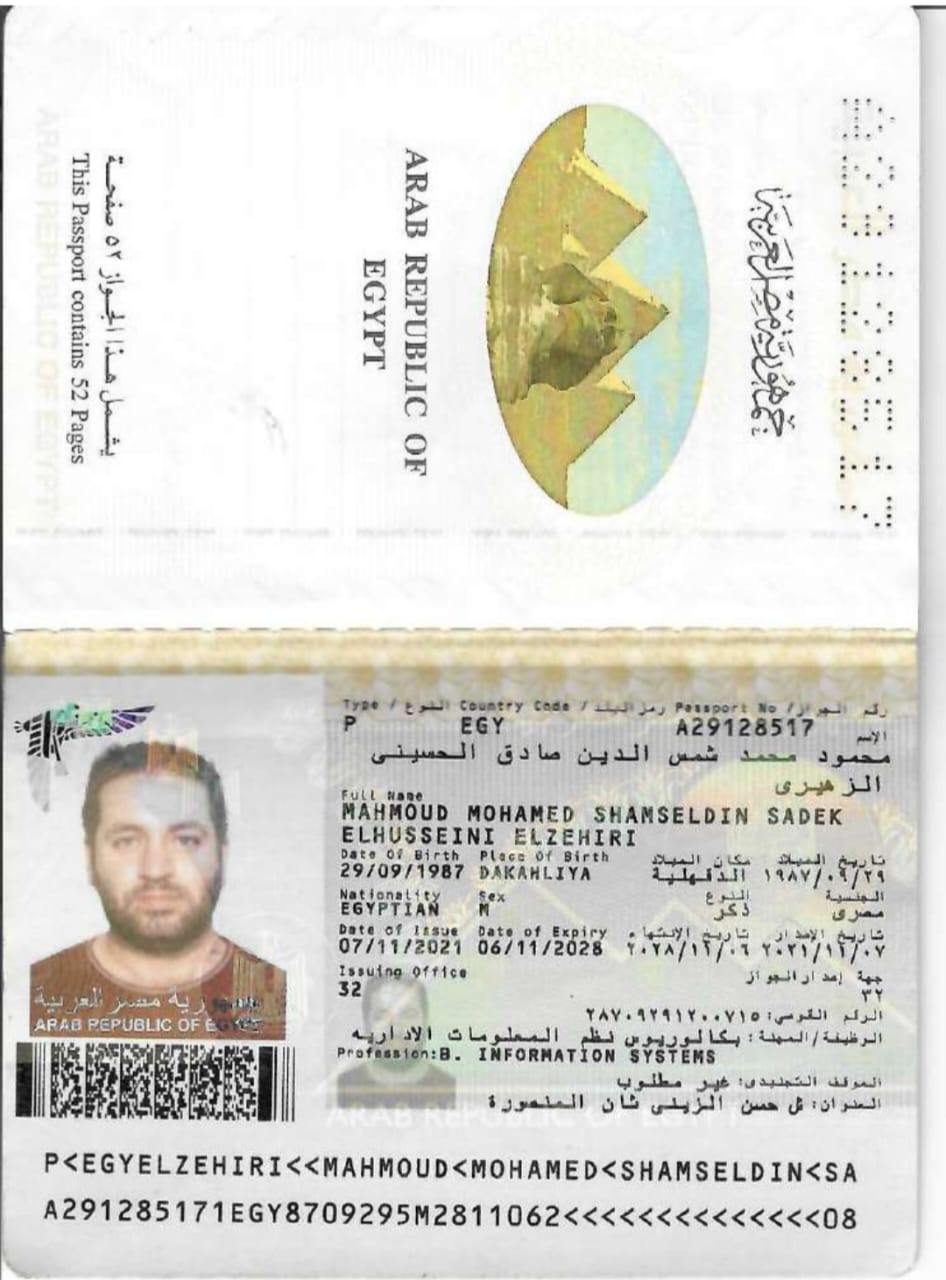 جمهورية مصر العربية
ARAB REPUBLIC OF
EGYPT
يشمل هذا الجواز ٥٢ صفحة
This Passport contains 52 Pages
Type / النوع Country Code / رمز البلد Passport No / رقم الجواز
P EGY A29128517
الإسم
محمود محمد شمس الدين صادق الحسينى
الزهيرى
Full Name
MAHMOUD MOHAMED SHAMSELDIN SADEK
ELHUSSEINI ELZEHIRI
Date Of Birth Place Of Birth مكان الميلاد تاريخ الميلاد
29/09/1987 DAKAHLIYA الدقهلية ١٩٨٧/٠٩/٢٩
Nationality Sex النوع الجنسية
EGYPTIAN M ذكر مصرى
Date of Issue Date of Expiry تاريخ الإنتهاء تاريخ الإصدار
07/11/2021 06/11/2028 ٢٠٢٨/١١/٠٦ ٢٠٢١/١١/٠٧
Issuing Office جهة إصدار الجواز
32 ٣٢
الرقم القومى: ٢٨٧٠٩٢٩١٢٠٠٧١٥
الوظيفة/المهنة: بكالوريوس نظم المعلومات الاداريه
Profession:B. INFORMATION SYSTEMS
الموقف التجنيدى: غير مطلوب
العنوان: ش حسن الزينى ثان المنصورة
جمهورية مصر العربية
ARAB REPUBLIC OF EGYPT
ARAB REPUBLIC OF EGYPT
P<EGYELZEHIRI<<MAHMOUD<MOHAMED<SHAMSELDIN<SA
A291285171EGY8709295M2811062<<<<<<<<<<<<<<08